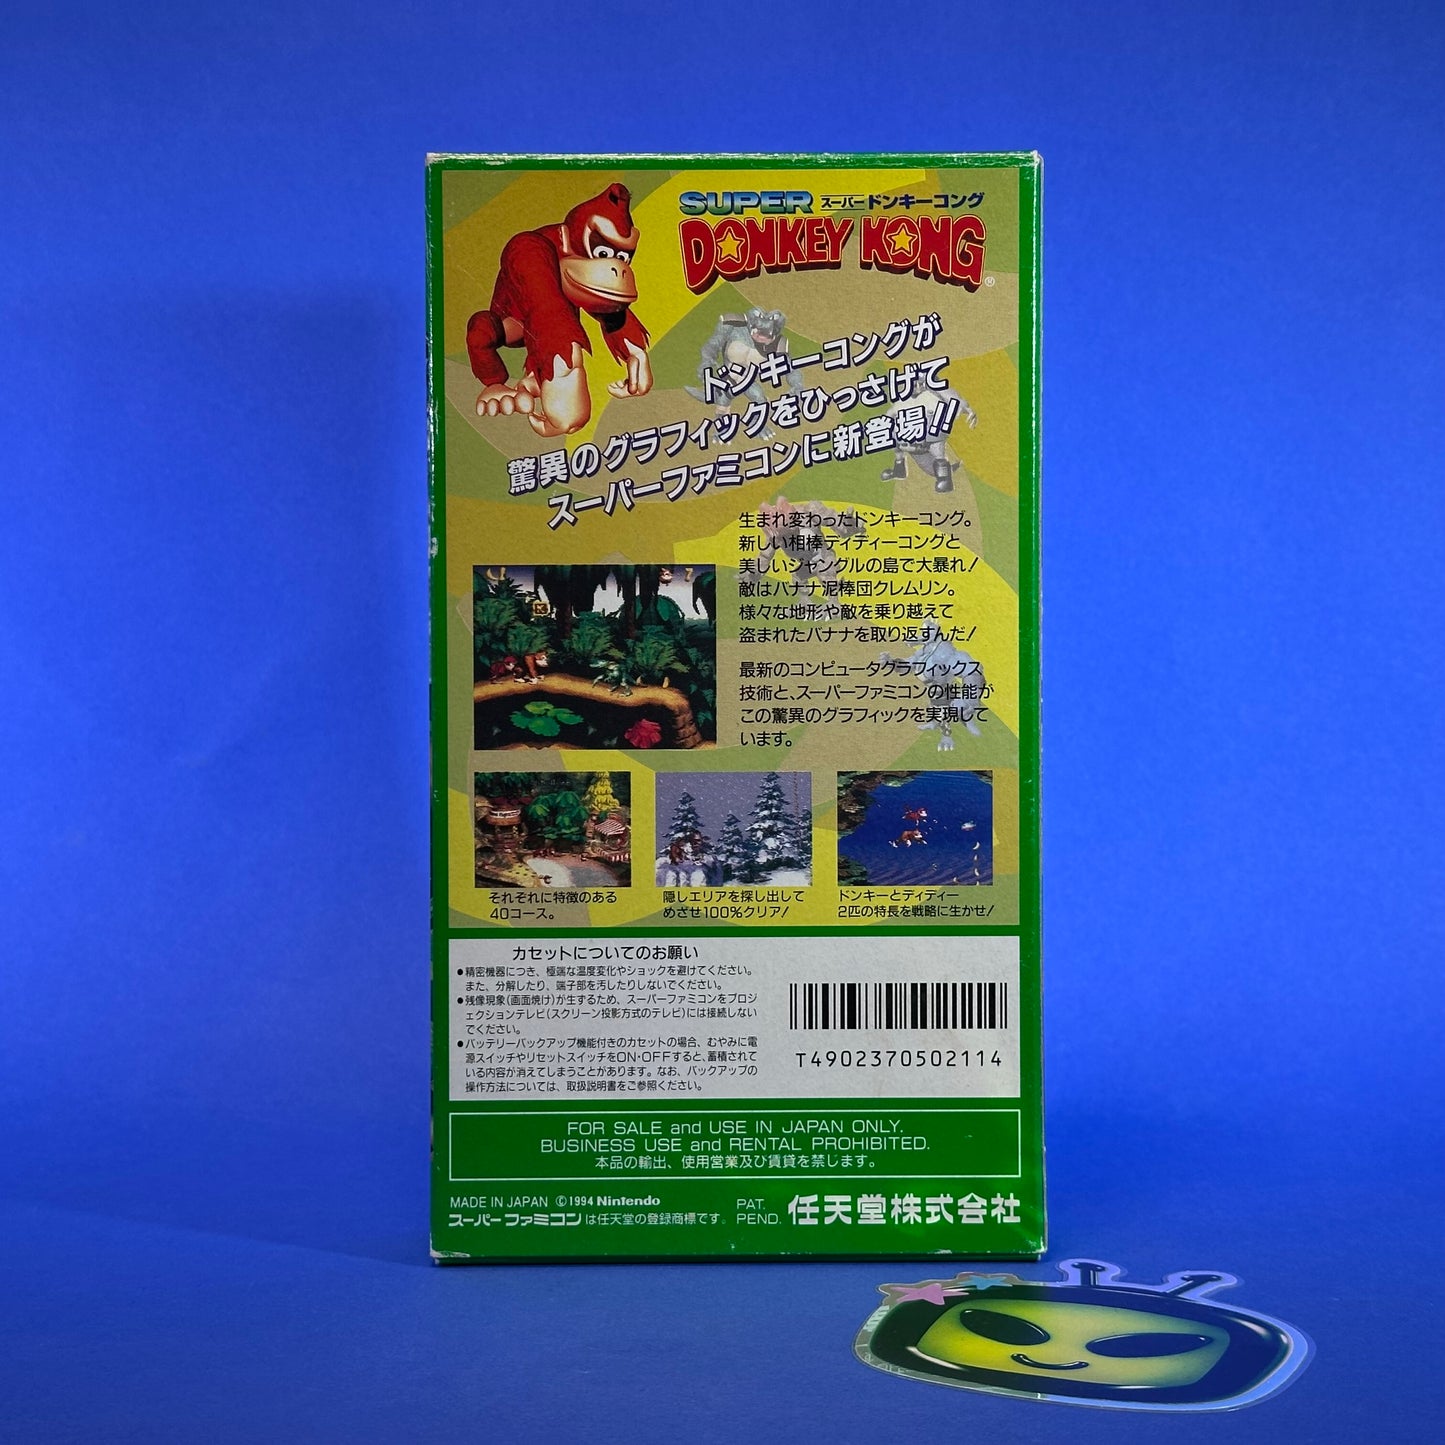 SUPER スーパードンキーコング
DONKEY KONG®
ドンキーコングが
驚異のグラフィックをひっさげて
スーパーファミコンに新登場!!
生まれ変わったドンキーコング。
新しい相棒ディディーコングと
美しいジャングルの島で大暴れ!
敵はバナナ泥棒団クレムリン。
様々な地形や敵を乗り越えて
盗まれたバナナを取り返すんだ!
最新のコンピュータグラフィックス
技術と、スーパーファミコンの性能が
この驚異のグラフィックを実現して
います。
それぞれに特徴のある
40コース。
隠しエリアを探し出して
めざせ100%クリア!
ドンキーとディディー
2匹の特長を戦略に生かせ!
カセットについてのお願い
●精密機器につき、極端な温度変化やショックを避けてください。
また、分解したり、端子部を汚したりしないでください。
●残像現象(画面焼け)が生ずるため、スーパーファミコンをプロジ
ェクションテレビ(スクリーン投影方式のテレビ)には接続しない
でください。
●バッテリーバックアップ機能付きのカセットの場合、むやみに電
源スイッチやリセットスイッチをON・OFFすると、蓄積されて
いる内容が消えてしまうことがあります。なお、バックアップの
操作方法については、取扱説明書をご参照ください。
T4902370502114
FOR SALE and USE IN JAPAN ONLY.
BUSINESS USE and RENTAL PROHIBITED.
本品の輸出、使用営業及び賃貸を禁じます。
MADE IN JAPAN ©1994 Nintendo
スーパーファミコンは任天堂の登録商標です。
PAT.
PEND.
任天堂株式会社